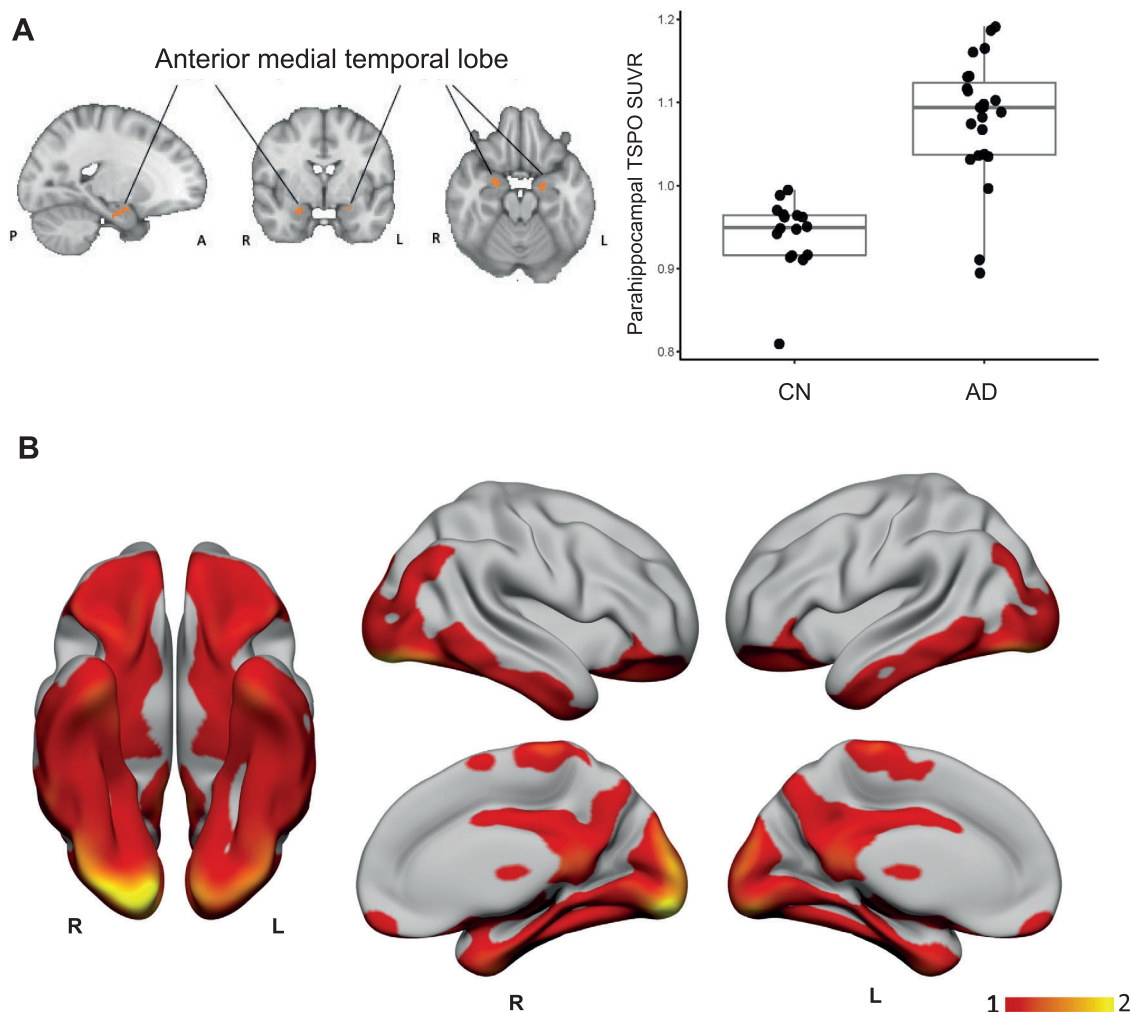 A
Anterior medial temporal lobe
P
A
R
L
R
L
Parahippocampal TSPO SUVR
1.2
1.1
1.0
0.9
0.8
CN
AD
B
R
L
R
L
1
2